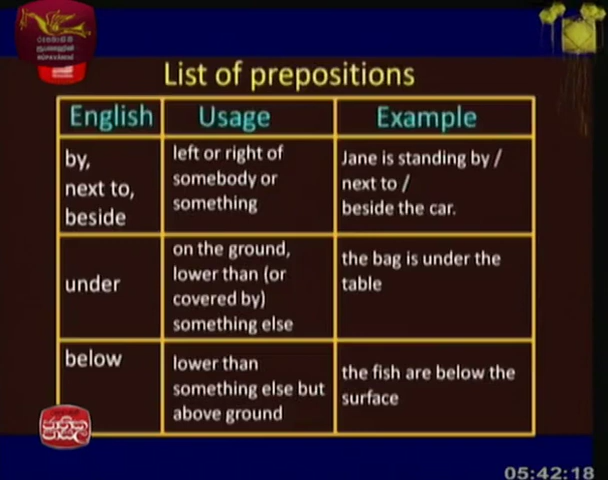 List of prepositions
English
Usage
Example
by,
next to,
beside
left or right of
somebody or
something
Jane is standing by /
next to /
beside the car.
under
on the ground,
lower than (or
covered by)
something else
the bag is under the
table
below
lower than
something else but
above ground
the fish are below the
surface
05:42:18